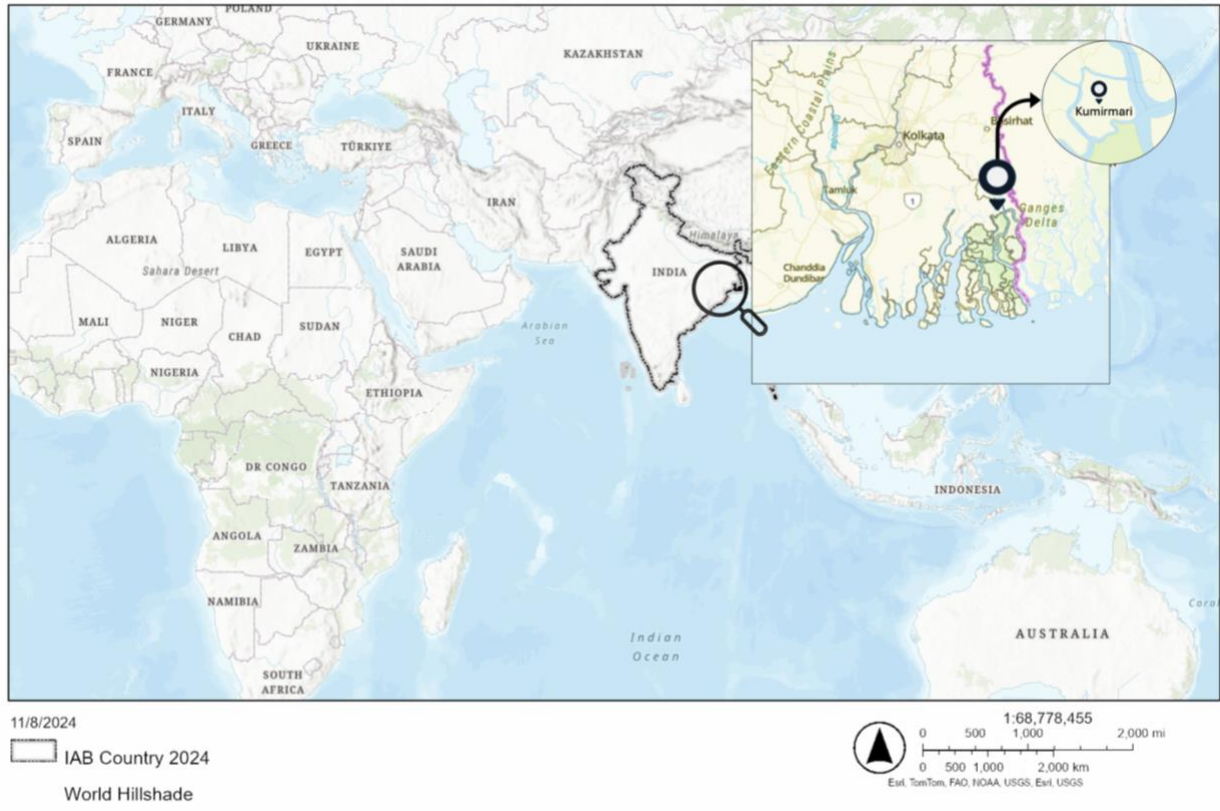 POLAND
GERMANY
UKRAINE
KAZAKHSTAN
FRANCE
ITALY
SPAIN
GREECE
TÜRKIYE
IRAN
ALGERIA
LIBYA
EGYPT
SAUDI
ARABIA
Sahara Desert
Himalaya
INDIA
MALI
NIGER
CHAD
SUDAN
Arabian
Sea
NIGERIA
ETHIOPIA
DR CONGO
TANZANIA
ANGOLA
ZAMBIA
NAMIBIA
SOUTH
AFRICA
Indian
Ocean
INDONESIA
AUSTRALIA
Coral
Eastern Coastal Plains
Kolkata
Basirhat
Tamluk
1
Ganges
Delta
Chanddia
Dundibar
Kumirmari
11/8/2024
IAB Country 2024
World Hillshade
1:68,778,455
0 500 1,000 2,000 mi
0 500 1,000 2,000 km
Esri, TomTom, FAO, NOAA, USGS, Esri, USGS